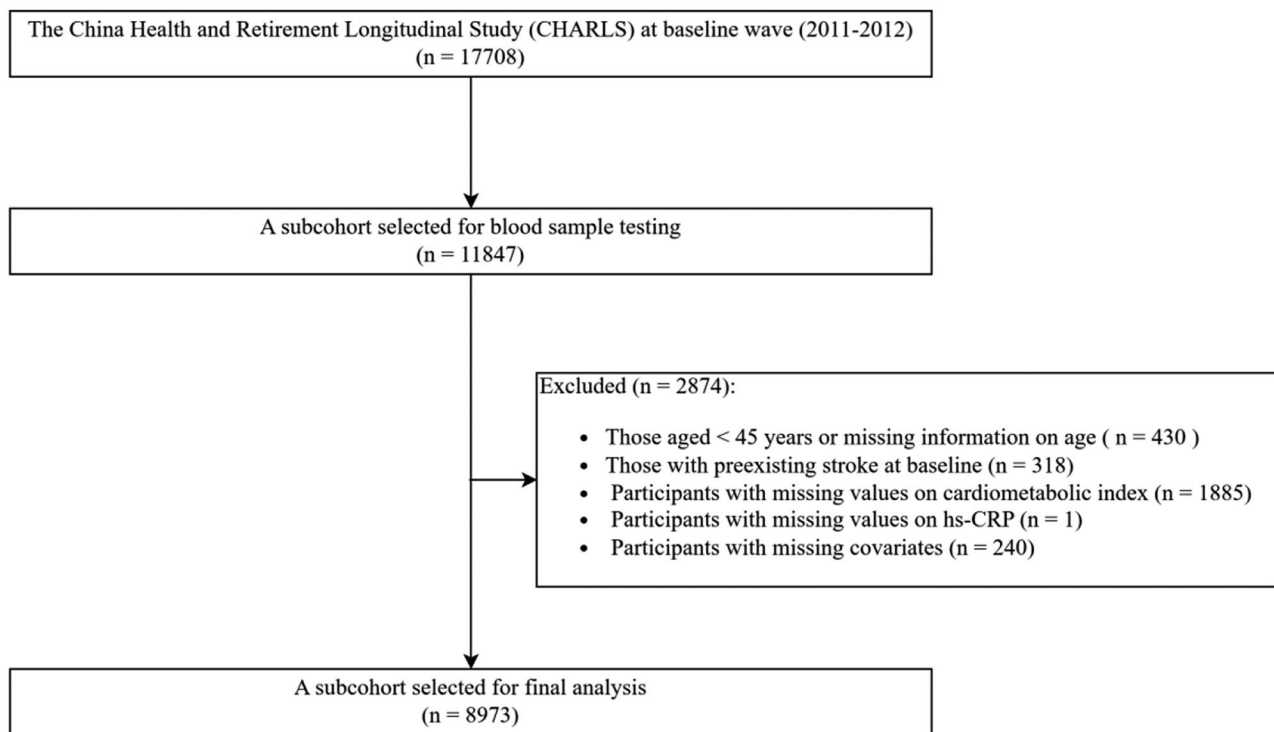 The China Health and Retirement Longitudinal Study (CHARLS) at baseline wave (2011-2012)
(n = 17708)
A subcohort selected for blood sample testing
(n = 11847)
Excluded (n = 2874):
• Those aged < 45 years or missing information on age ( n = 430 )
• Those with preexisting stroke at baseline (n = 318)
• Participants with missing values on cardiometabolic index (n = 1885)
• Participants with missing values on hs-CRP (n = 1)
• Participants with missing covariates (n = 240)
A subcohort selected for final analysis
(n = 8973)